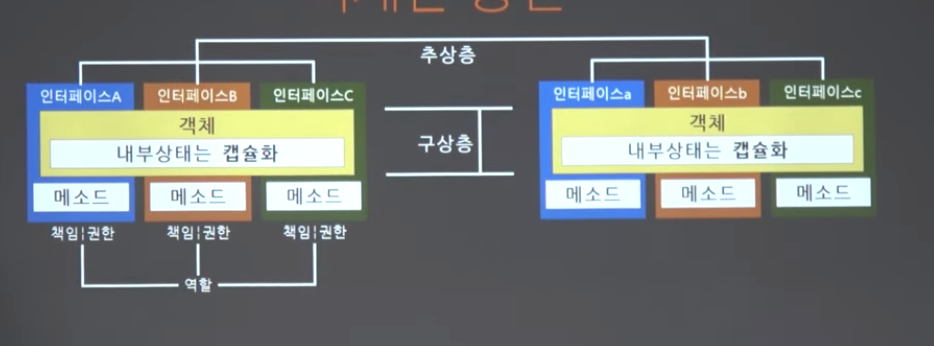 추상층
인터페이스A 인터페이스B 인터페이스C
인터페이스a 인터페이스b 인터페이스c
객체
내부상태는 캡슐화
구상층
객체
내부상태는 캡슐화
메소드 메소드 메소드
메소드 메소드 메소드
책임¦권한 책임¦권한 책임¦권한
역할